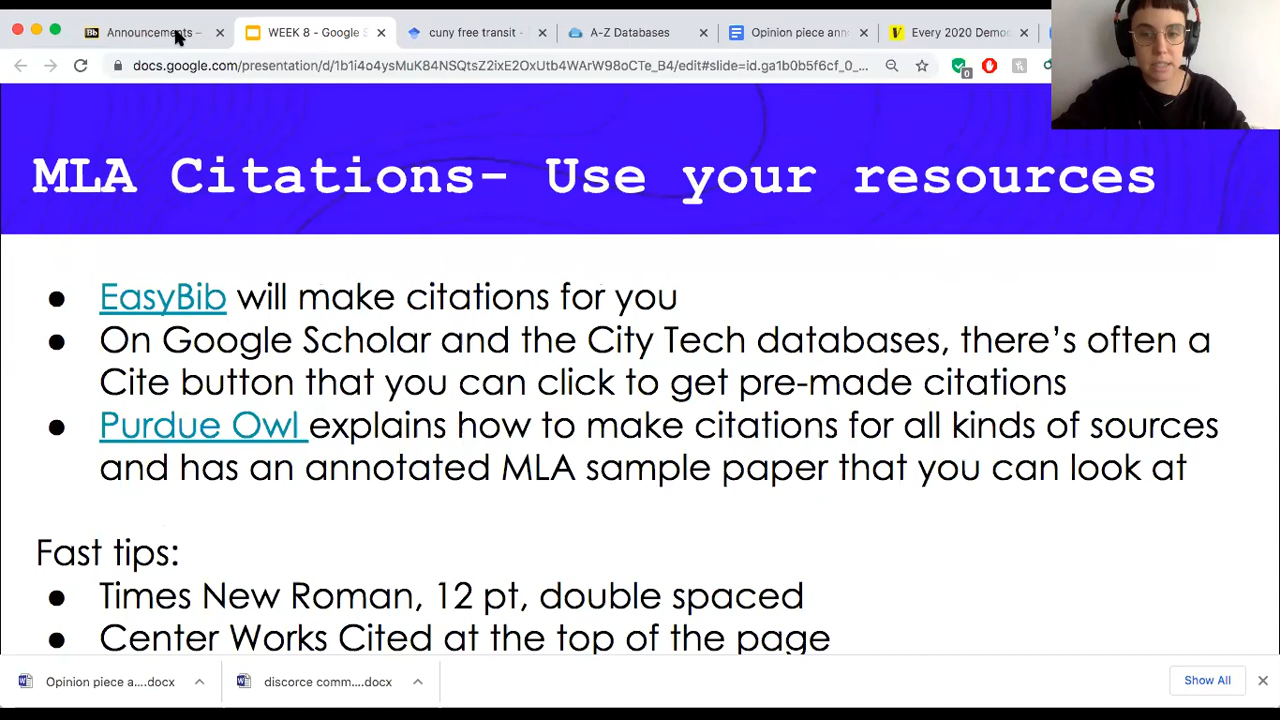 Bb Announcements –
WEEK 8 - Google S
cuny free transit -
A-Z Databases
Opinion piece ann
Every 2020 Demo
docs.google.com/presentation/d/1b1i4o4ysMuK84NSQtsZ2ixE2OxUtb4WArW98oCTe_B4/edit#slide=id.ga1b0b5f6cf_0_...
0
MLA Citations- Use your resources
● EasyBib will make citations for you
● On Google Scholar and the City Tech databases, there's often a
Cite button that you can click to get pre-made citations
● Purdue Owl explains how to make citations for all kinds of sources
and has an annotated MLA sample paper that you can look at
Fast tips:
● Times New Roman, 12 pt, double spaced
● Center Works Cited at the top of the page
Opinion piece a....docx
discorce comm....docx
Show All